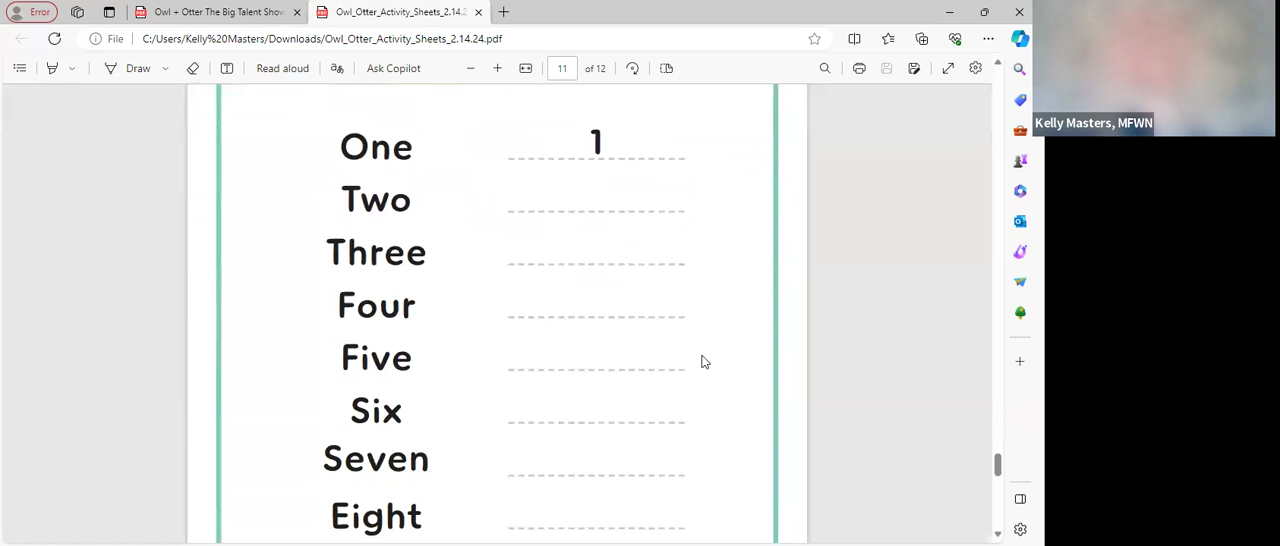 Error
Owl + Otter The Big Talent Show
Owl_Otter_Activity_Sheets_2.14.2
File
C:/Users/Kelly%20Masters/Downloads/Owl_Otter_Activity_Sheets_2.14.24.pdf
Draw
Read aloud
Ask Copilot
11
of 12
Kelly Masters, MFWN
One 1
Two
Three
Four
Five
Six
Seven
Eight